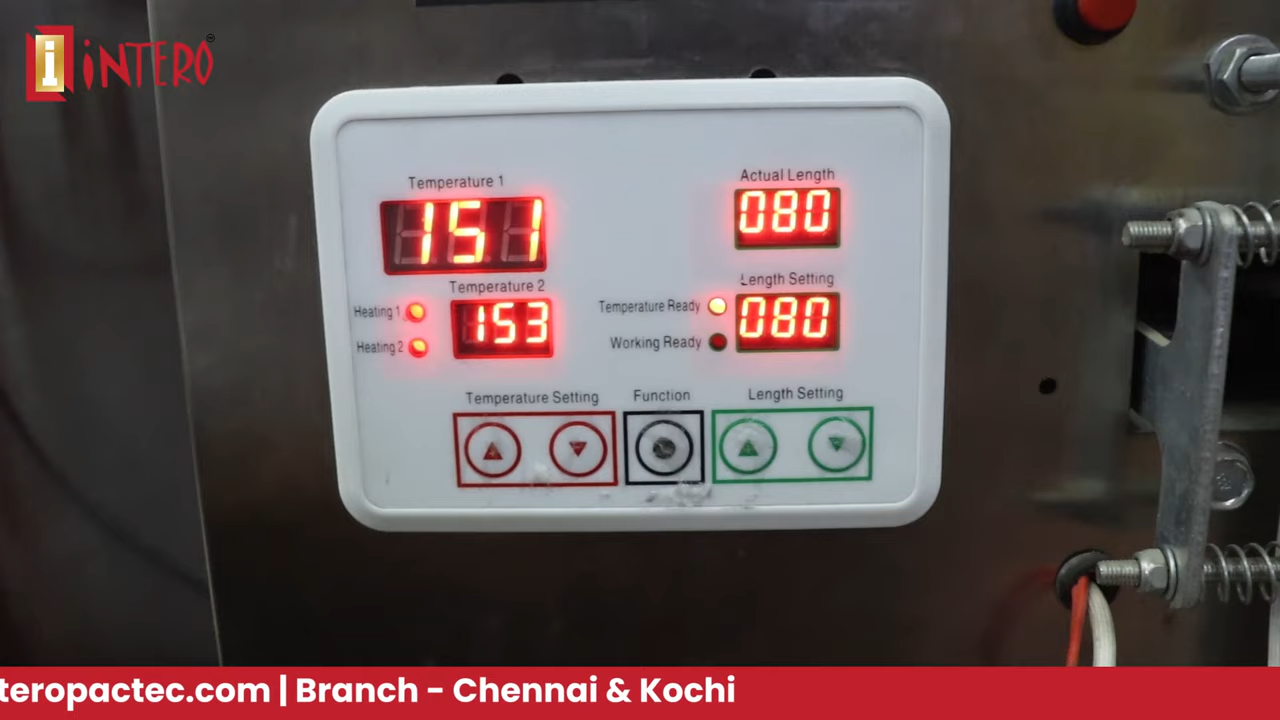 i iNTERO
Temperature 1
Actual Length
151
080
Temperature 2
Length Setting
Heating 1
153
Temperature Ready
080
Heating 2
Working Ready
Temperature Setting
Function
Length Setting
teropactec.com | Branch - Chennai & Kochi